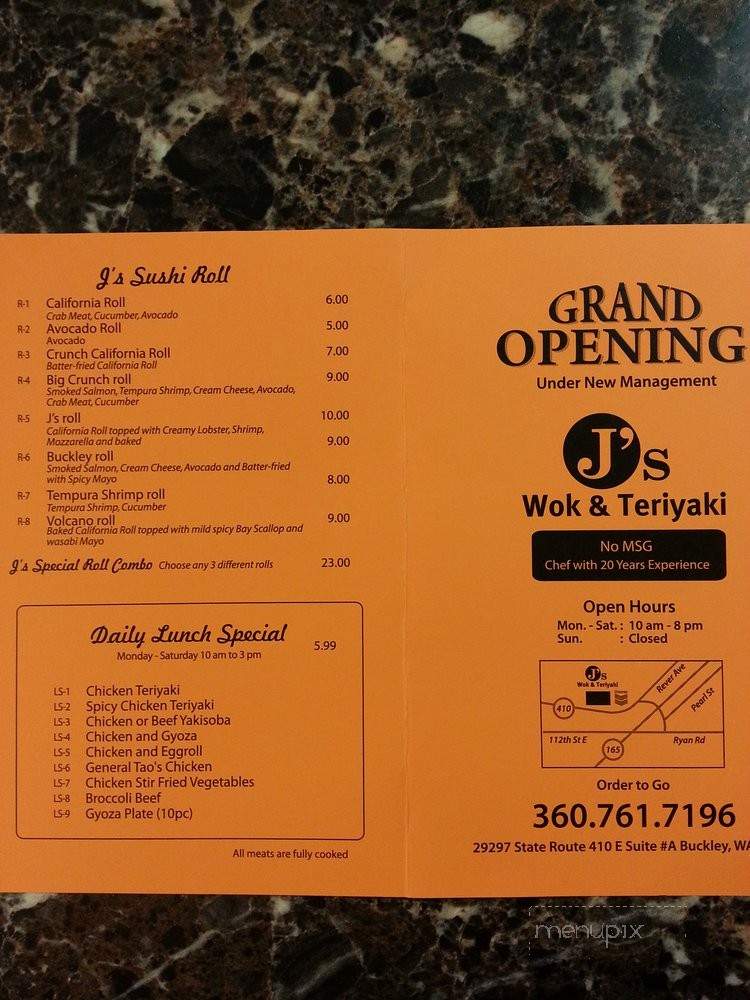 J's Sushi Roll
R-1 California Roll 6.00
Crab Meat, Cucumber, Avocado
R-2 Avocado Roll 5.00
Avocado
R-3 Crunch California Roll 7.00
Batter-fried California Roll
R-4 Big Crunch roll 9.00
Smoked Salmon, Tempura Shrimp, Cream Cheese, Avocado,
Crab Meat, Cucumber
R-5 J's roll 10.00
California Roll topped with Creamy Lobster, Shrimp,
Mozzarella and baked
9.00
R-6 Buckley roll
Smoked Salmon, Cream Cheese, Avocado and Batter-fried
with Spicy Mayo
8.00
R-7 Tempura Shrimp roll
Tempura Shrimp, Cucumber
R-8 Volcano roll 9.00
Baked California Roll topped with mild spicy Bay Scallop and
wasabi Mayo
J's Special Roll Combo Choose any 3 different rolls 23.00
Daily Lunch Special 5.99
Monday - Saturday 10 am to 3 pm
LS-1 Chicken Teriyaki
LS-2 Spicy Chicken Teriyaki
LS-3 Chicken or Beef Yakisoba
LS-4 Chicken and Gyoza
LS-5 Chicken and Eggroll
LS-6 General Tao's Chicken
LS-7 Chicken Stir Fried Vegetables
LS-8 Broccoli Beef
LS-9 Gyoza Plate (10pc)
All meats are fully cooked
GRAND
OPENING
Under New Management
J's
Wok & Teriyaki
No MSG
Chef with 20 Years Experience
Open Hours
Mon. - Sat. : 10 am - 8 pm
Sun. : Closed
J's
Wok & Teriyaki
River Ave
Pearl St
410
112th St E
165
Ryan Rd
Order to Go
360.761.7196
29297 State Route 410 E Suite #A Buckley, WA
menupix